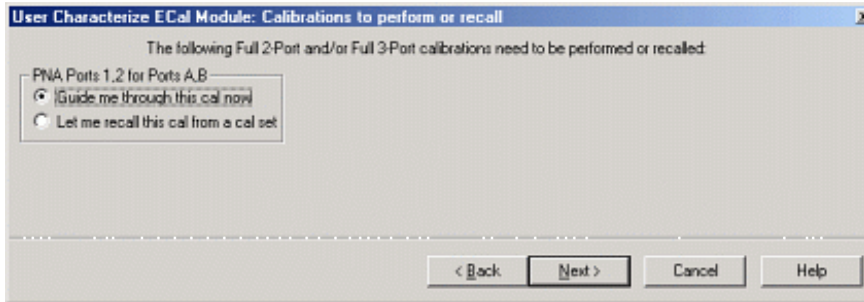 User Characterize ECal Module: Calibrations to perform or recall
The following Full 2-Port and/or Full 3-Port calibrations need to be performed or recalled:
PNA Ports 1,2 for Ports A,B
Guide me through this cal now
Let me recall this cal from a cal set
< Back
Next >
Cancel
Help